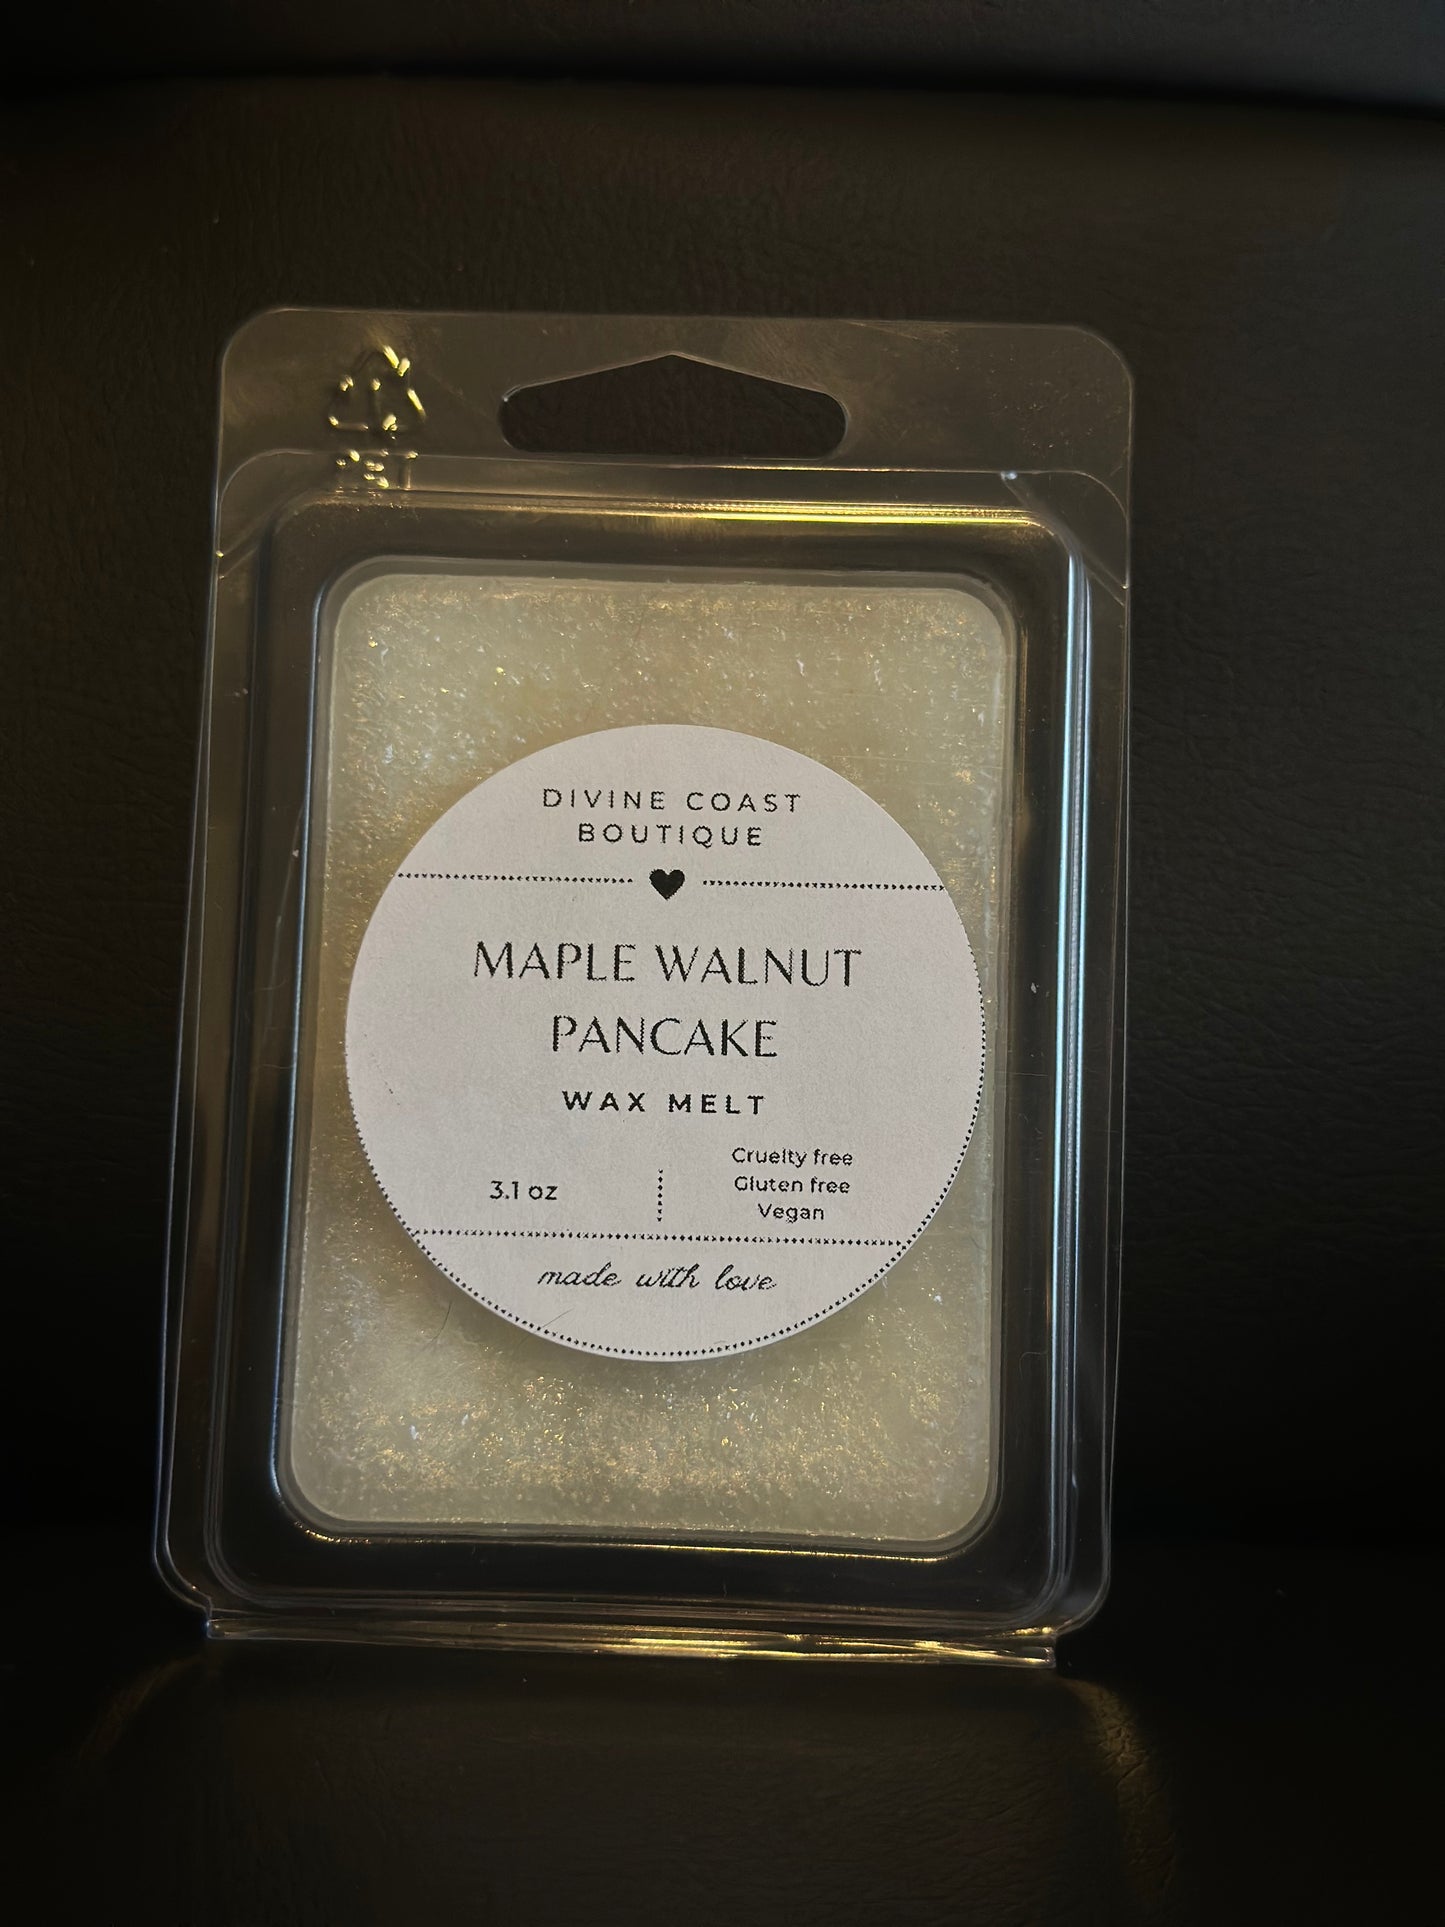 DIVINE COAST
BOUTIQUE
MAPLE WALNUT
PANCAKE
WAX MELT
3.1 oz
Cruelty free
Gluten free
Vegan
made with love